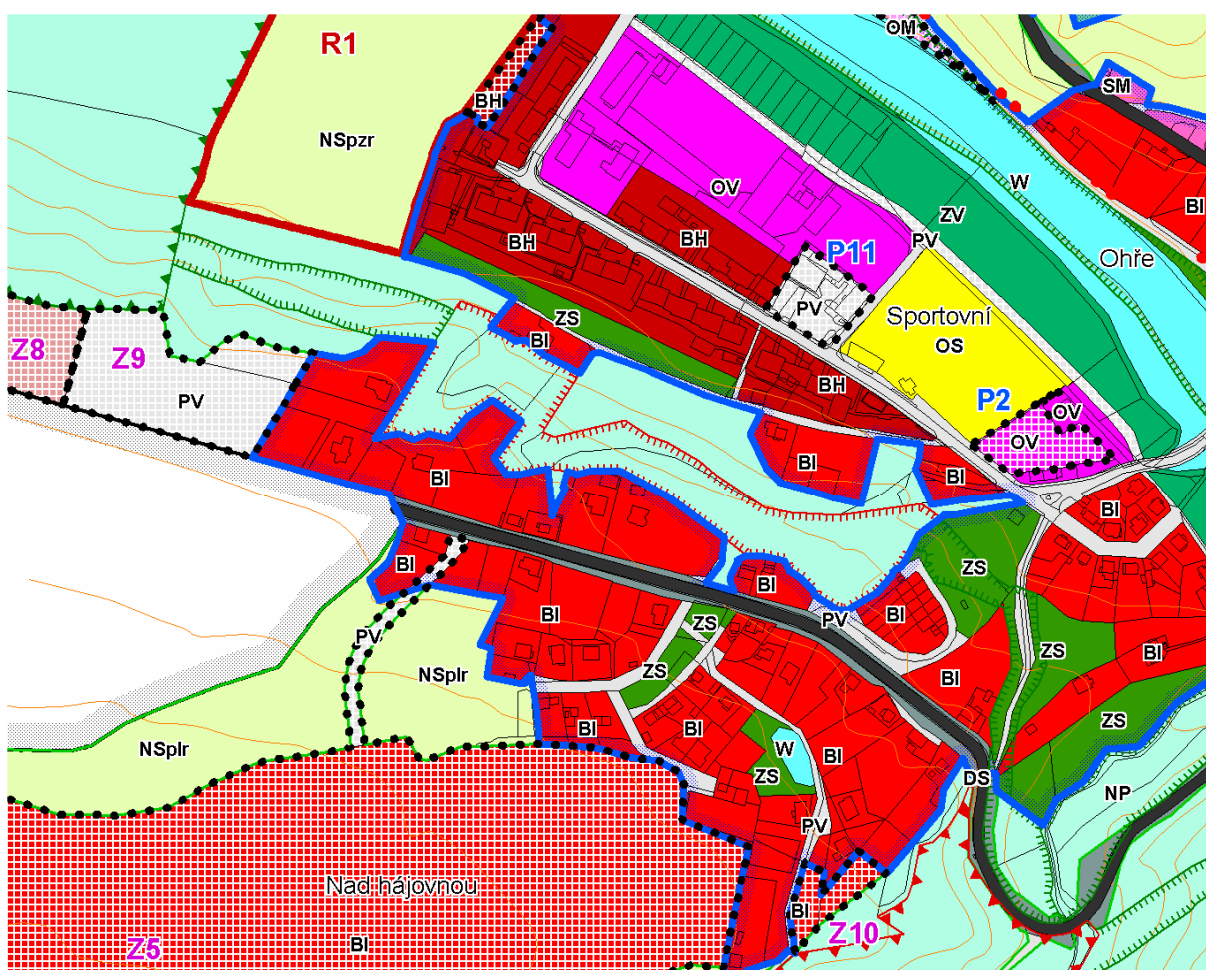 OM
R1
SM
BH
NSpzr
W
OV
ZV
BI
BH
BH
PV
P11
Ohře
PV
Sportovní
ZS
BI
OS
Z8
Z9
BH
PV
P2
OV
OV
BI
BI
BI
BI
BI
ZS
BI
BI
PV
BI
BI
PV
ZS
ZS
BI
ZS
NSplr
BI
BI
BI
ZS
W
BI
NSplr
ZS
DS
NP
PV
Nad hájovnou
BI
Z10
Z5
BI